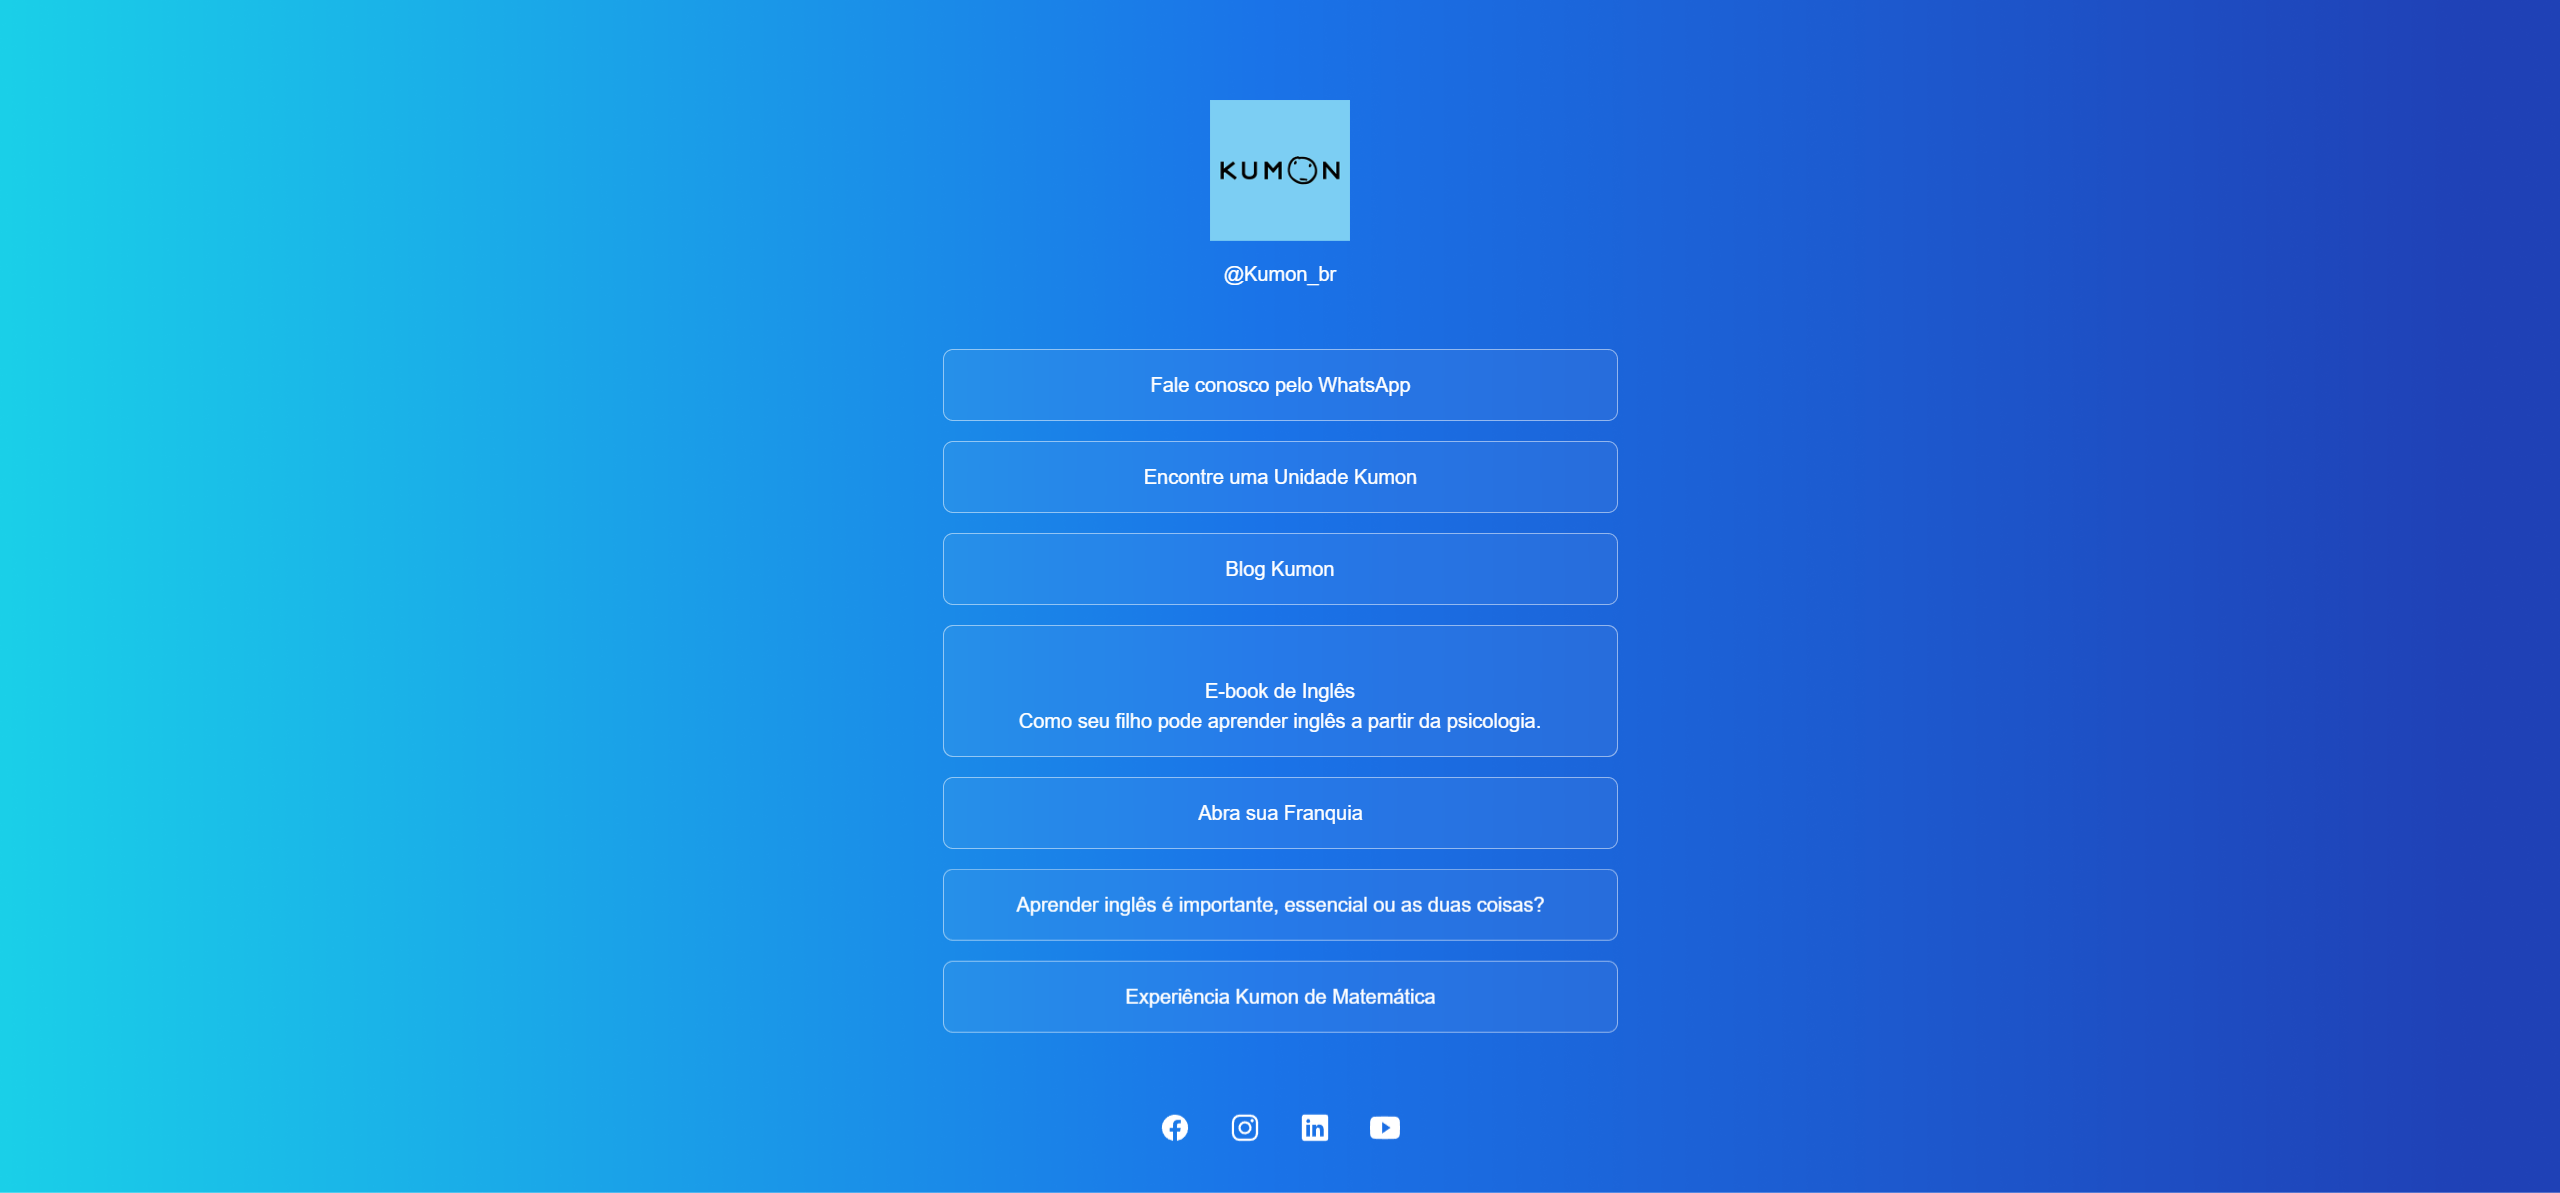 KUMON
@Kumon_br
Fale conosco pelo WhatsApp
Encontre uma Unidade Kumon
Blog Kumon
E-book de Inglês
Como seu filho pode aprender inglês a partir da psicologia.
Abra sua Franquia
Aprender inglês é importante, essencial ou as duas coisas?
Experiência Kumon de Matemática